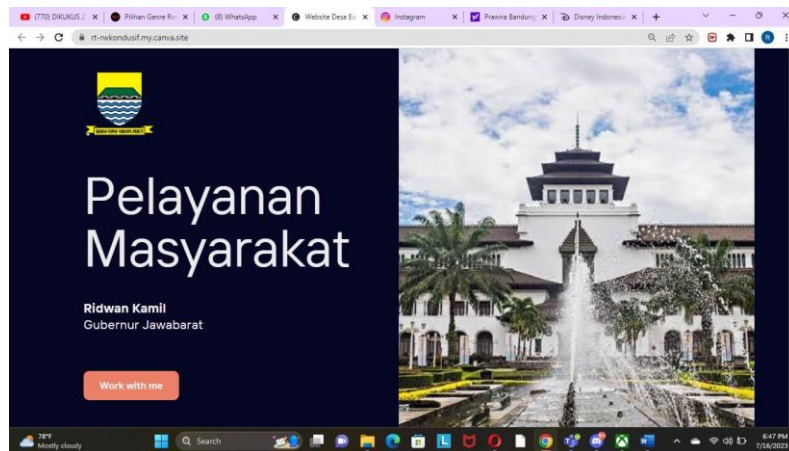 (770) DIKUKUS 2
Pilihan Genre Ro
(8) WhatsApp
Website Desa Ba
Instagram
Prawira Bandung
Disney Indonesia
rt-rwkondusif.my.canva.site
Pelayanan
Masyarakat
Ridwan Kamil
Gubernur Jawabarat
Work with me
78°F
Mostly cloudy
Search
6:47 PM
7/16/2023